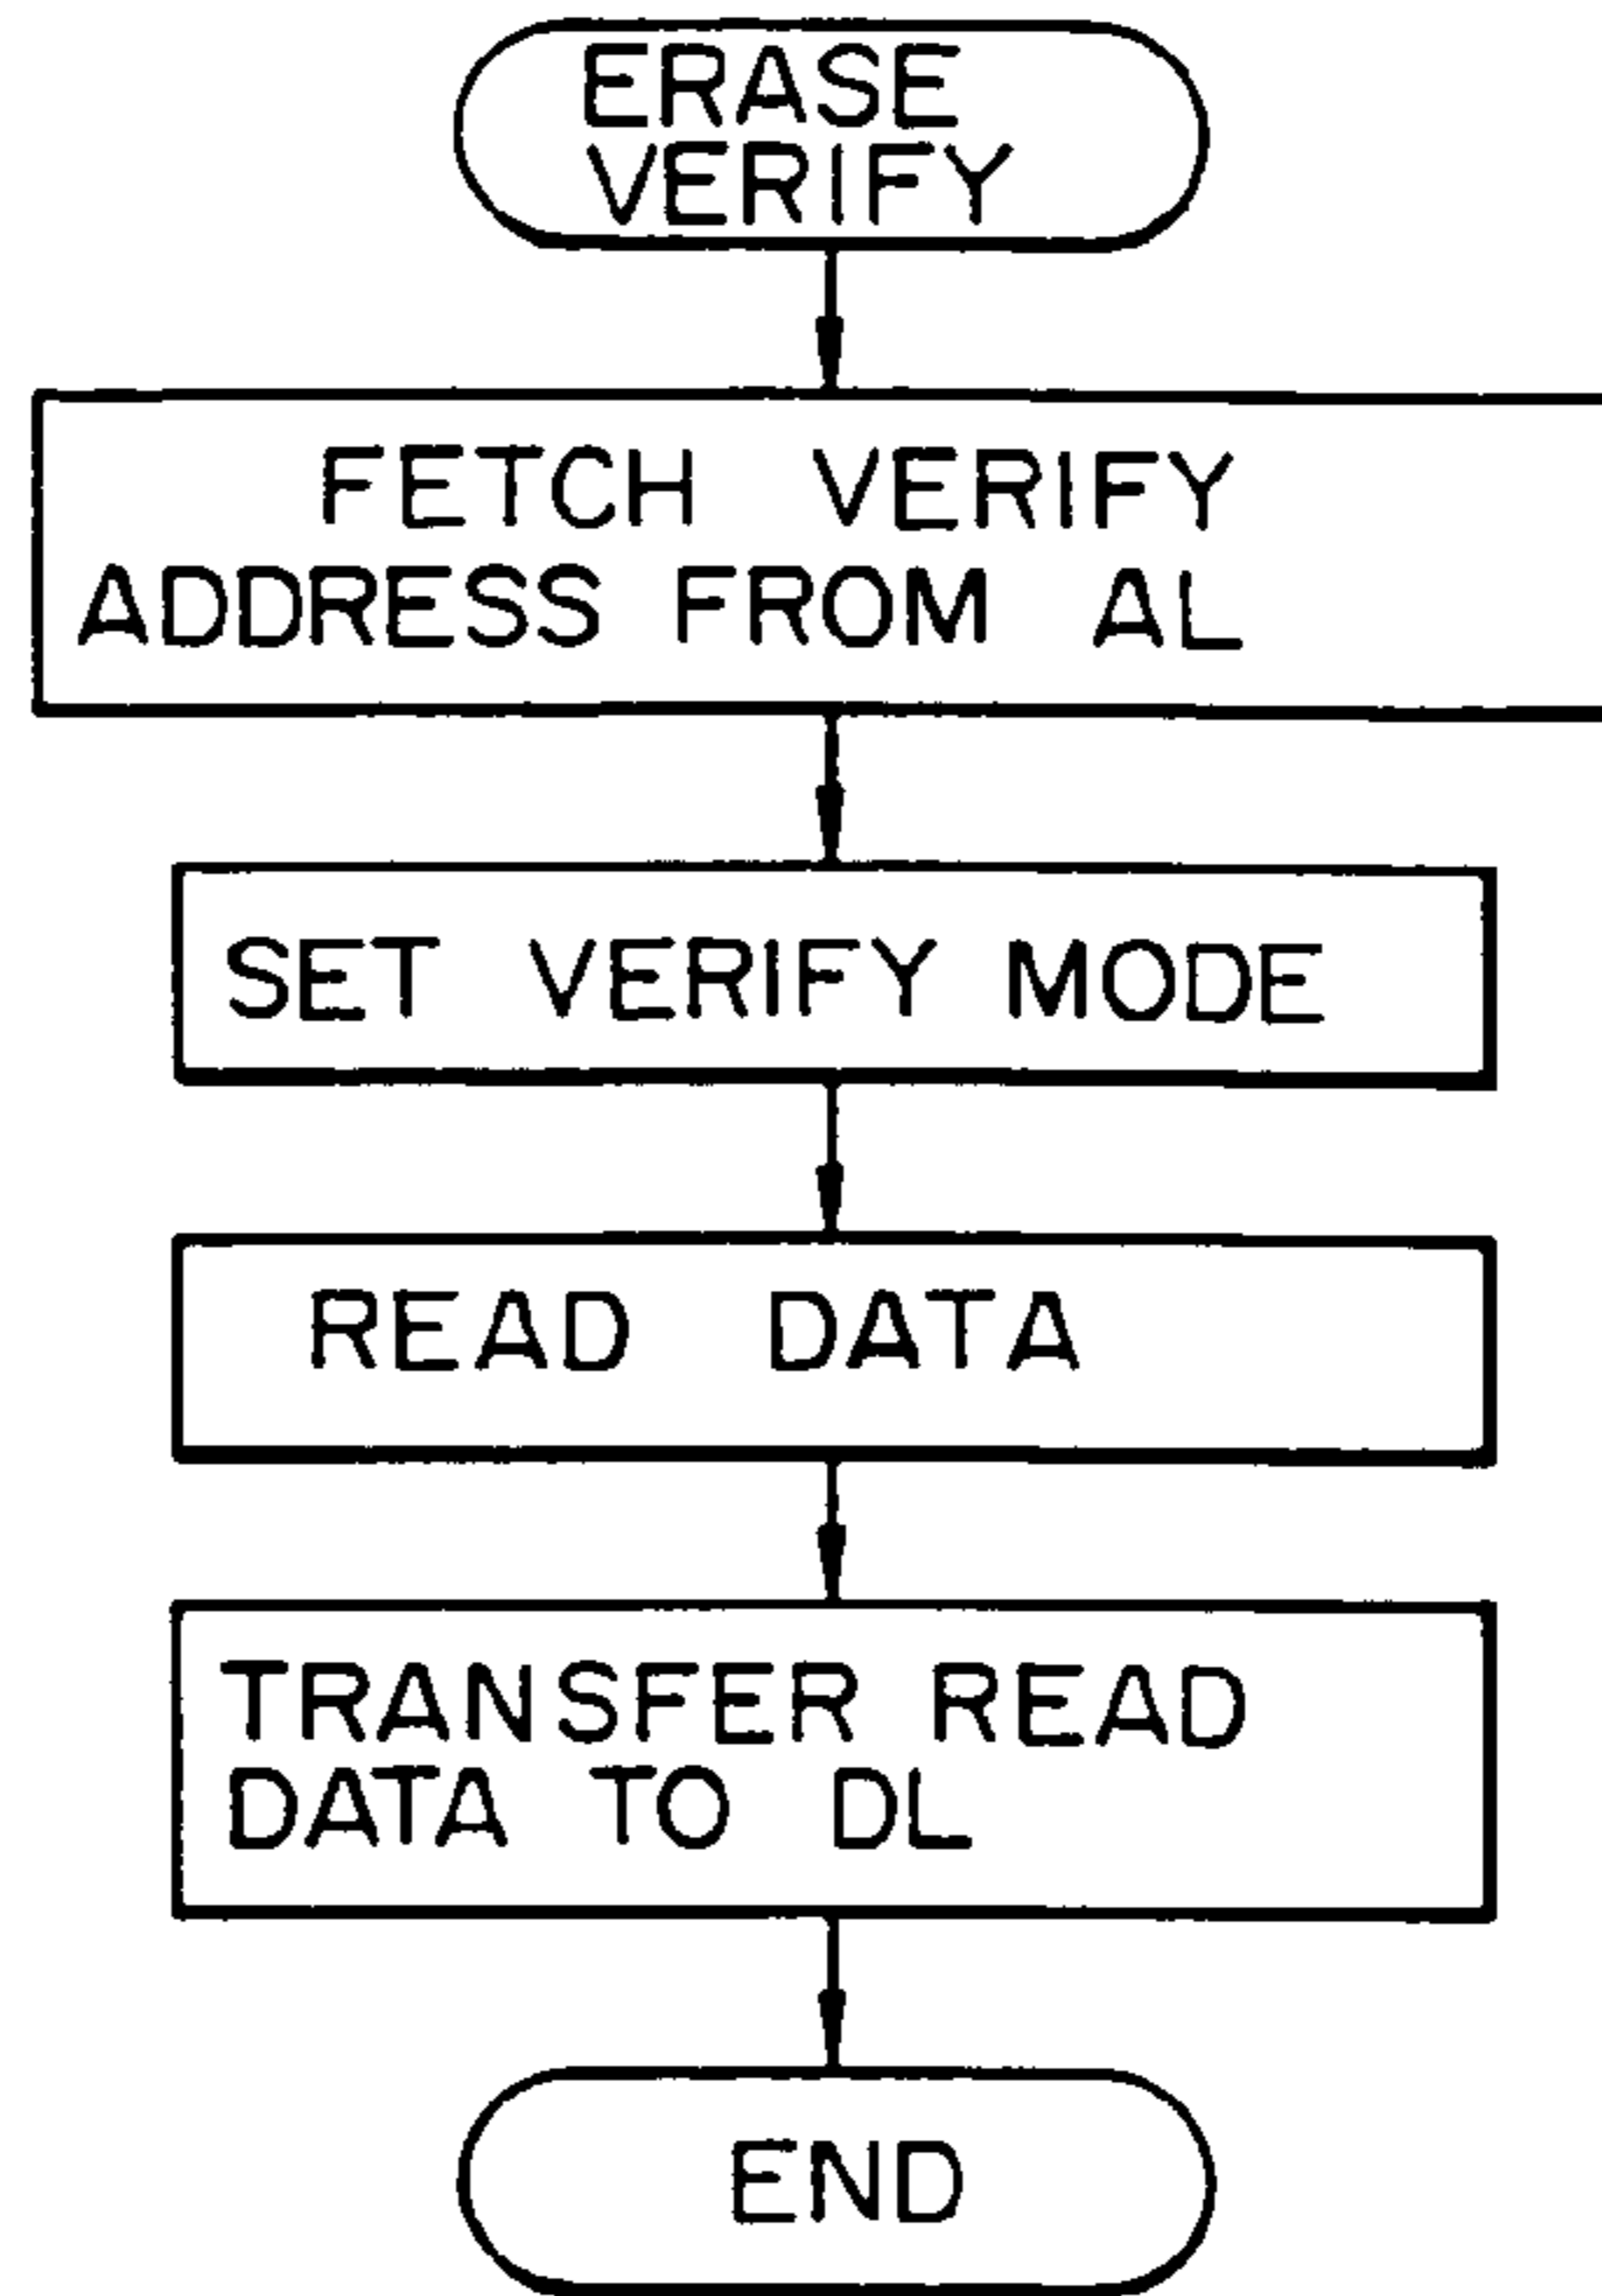 ERASE
VERIFY
FETCH VERIFY
ADDRESS FROM AL
SET VERIFY MODE
READ DATA
TRANSFER READ
DATA TO DL
END